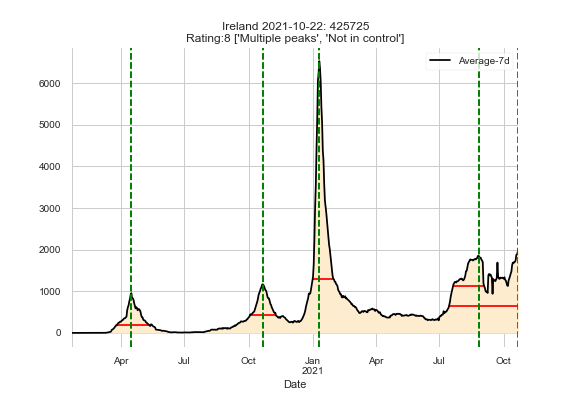 Ireland 2021-10-22: 425725
Rating:8 ['Multiple peaks', 'Not in control']
Average-7d
6000
5000
4000
3000
2000
1000
0
Apr Jul Oct Jan Apr Jul Oct
2021
Date